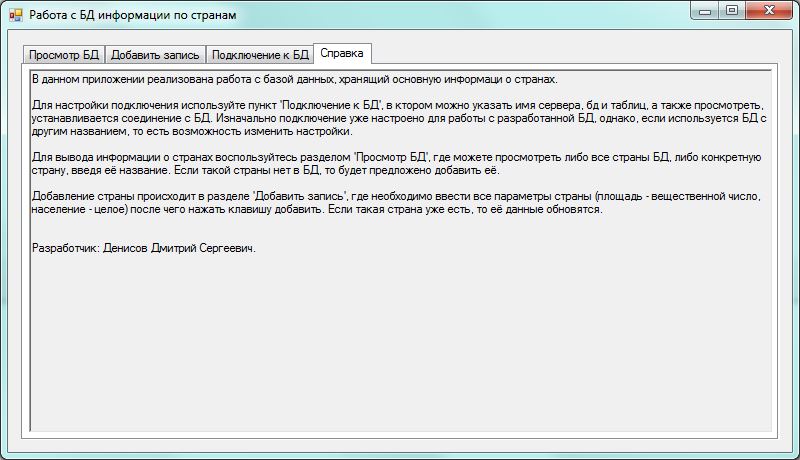 Работа с БД информации по странам
Просмотр БД Добавить запись Подключение к БД Справка
В данном приложении реализована работа с базой данных, хранящий основную информаци о странах.
Для настройки подключения используйте пункт 'Подключение к БД', в ктором можно указать имя сервера, бд и таблиц, а также просмотреть,
устанавливается соединение с БД. Изначально подключение уже настроено для работы с разработанной БД, однако, если используется БД с
другим названием, то есть возможность изменить настройки.
Для вывода информации о странах воспользуйтесь разделом 'Просмотр БД', где можете просмотреть либо все страны БД, либо конкретную
страну, введя её название. Если такой страны нет в БД, то будет предложено добавить её.
Добавление страны происходит в разделе 'Добавить запись', где необходимо ввести все параметры страны (площадь - вещественной число,
население - целое) после чего нажать клавишу добавить. Если такая страна уже есть, то её данные обновятся.
Разработчик: Денисов Дмитрий Сергеевич.